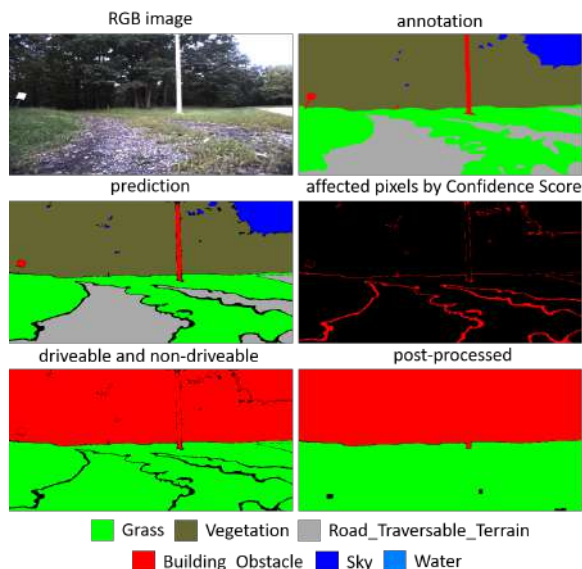 RGB image
annotation
prediction
affected pixels by Confidence Score
driveable and non-driveable
post-processed
Grass
Vegetation
Road_Traversable_Terrain
Building_Obstacle
Sky
Water